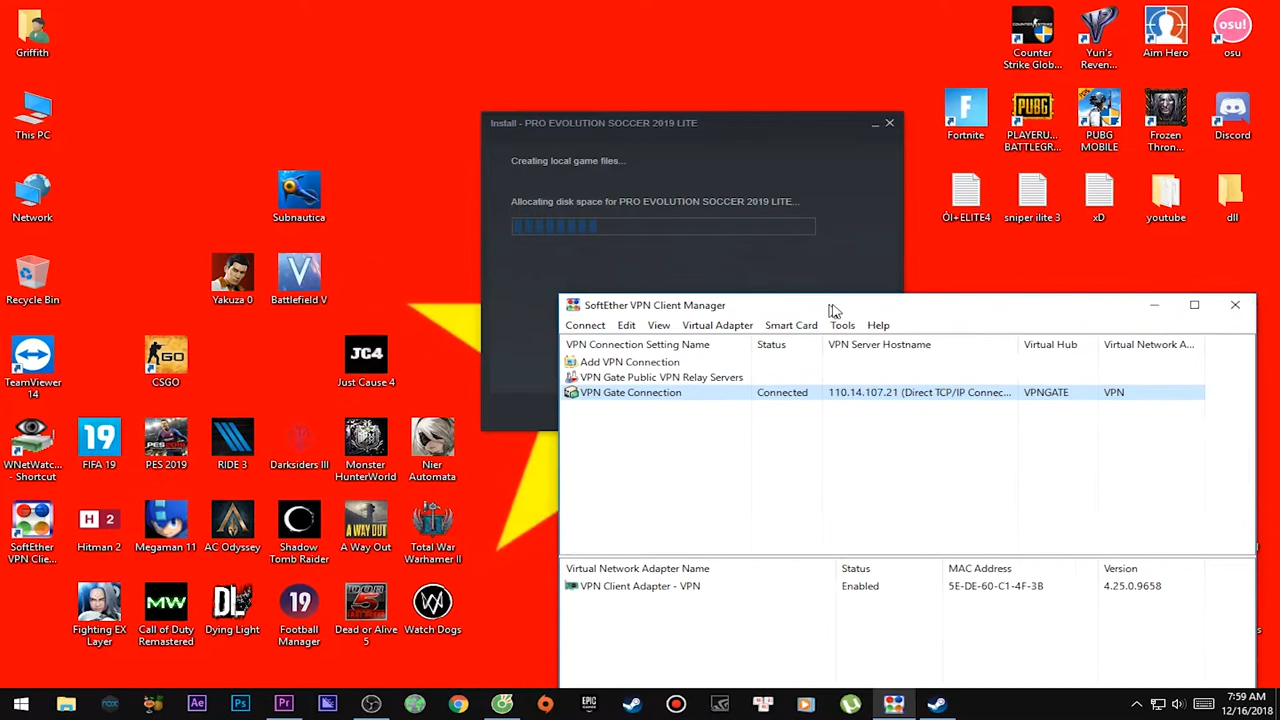 Griffith
This PC
Network
Recycle Bin
TeamViewer
14
WNetWatc...
- Shortcut
SoftEther
VPN Clie...
CSGO
FIFA 19
PES 2019
RIDE 3
Darksiders III
Monster
HunterWorld
Nier
Automata
Hitman 2
Megaman 11
AC Odyssey
Shadow
Tomb Raider
A Way Out
Total War
Warhamer II
Fighting EX
Layer
Call of Duty
Remastered
Dying Light
Football
Manager
Dead or Alive
5
Watch Dogs
Subnautica
Yakuza 0
Battlefield V
Just Cause 4
Counter
Strike Glob...
Yuri's
Reven...
Aim Hero
osu
Fortnite
PLAYERU...
BATTLEGR...
PUBG
MOBILE
Frozen
Thron...
Discord
ÔI+ELITE4
sniper ilite 3
xD
youtube
dll
Install - PRO EVOLUTION SOCCER 2019 LITE
Creating local game files...
Allocating disk space for PRO EVOLUTION SOCCER 2019 LITE...
SoftEther VPN Client Manager
Connect Edit View Virtual Adapter Smart Card Tools Help
VPN Connection Setting Name Status VPN Server Hostname Virtual Hub Virtual Network A...
Add VPN Connection
VPN Gate Public VPN Relay Servers
VPN Gate Connection Connected 110.14.107.21 (Direct TCP/IP Connec... VPNGATE VPN
Virtual Network Adapter Name Status MAC Address Version
VPN Client Adapter - VPN Enabled 5E-DE-60-C1-4F-3B 4.25.0.9658
7:59 AM
12/16/2018